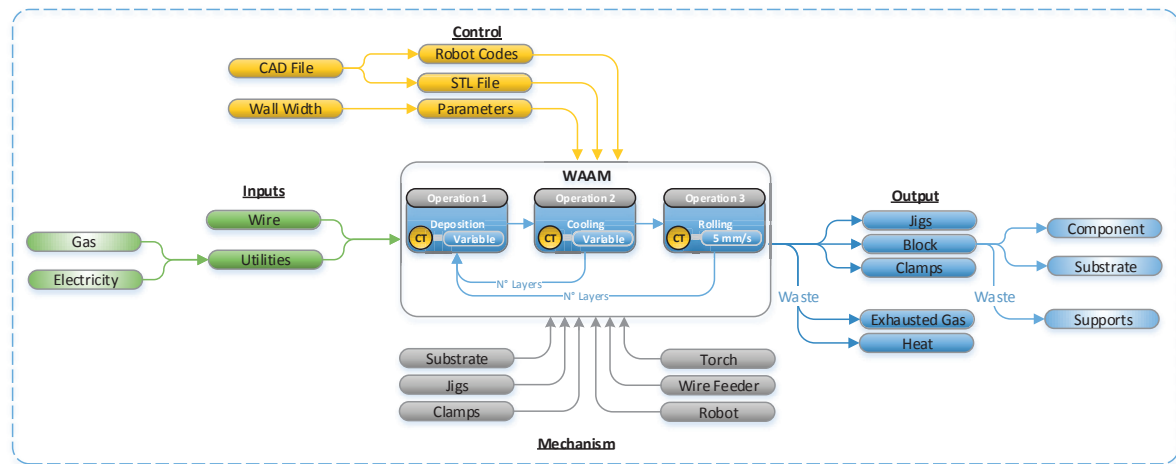 Control
CAD File
Robot Codes
STL File
Wall Width
Parameters
Inputs
Wire
Gas
Utilities
Electricity
WAAM
Operation 1
Deposition
CT
Variable
Operation 2
Cooling
CT
Variable
Operation 3
Rolling
CT
5 mm/s
N° Layers
N° Layers
Output
Jigs
Block
Clamps
Waste
Exhausted Gas
Heat
Component
Substrate
Waste
Supports
Substrate
Jigs
Clamps
Torch
Wire Feeder
Robot
Mechanism